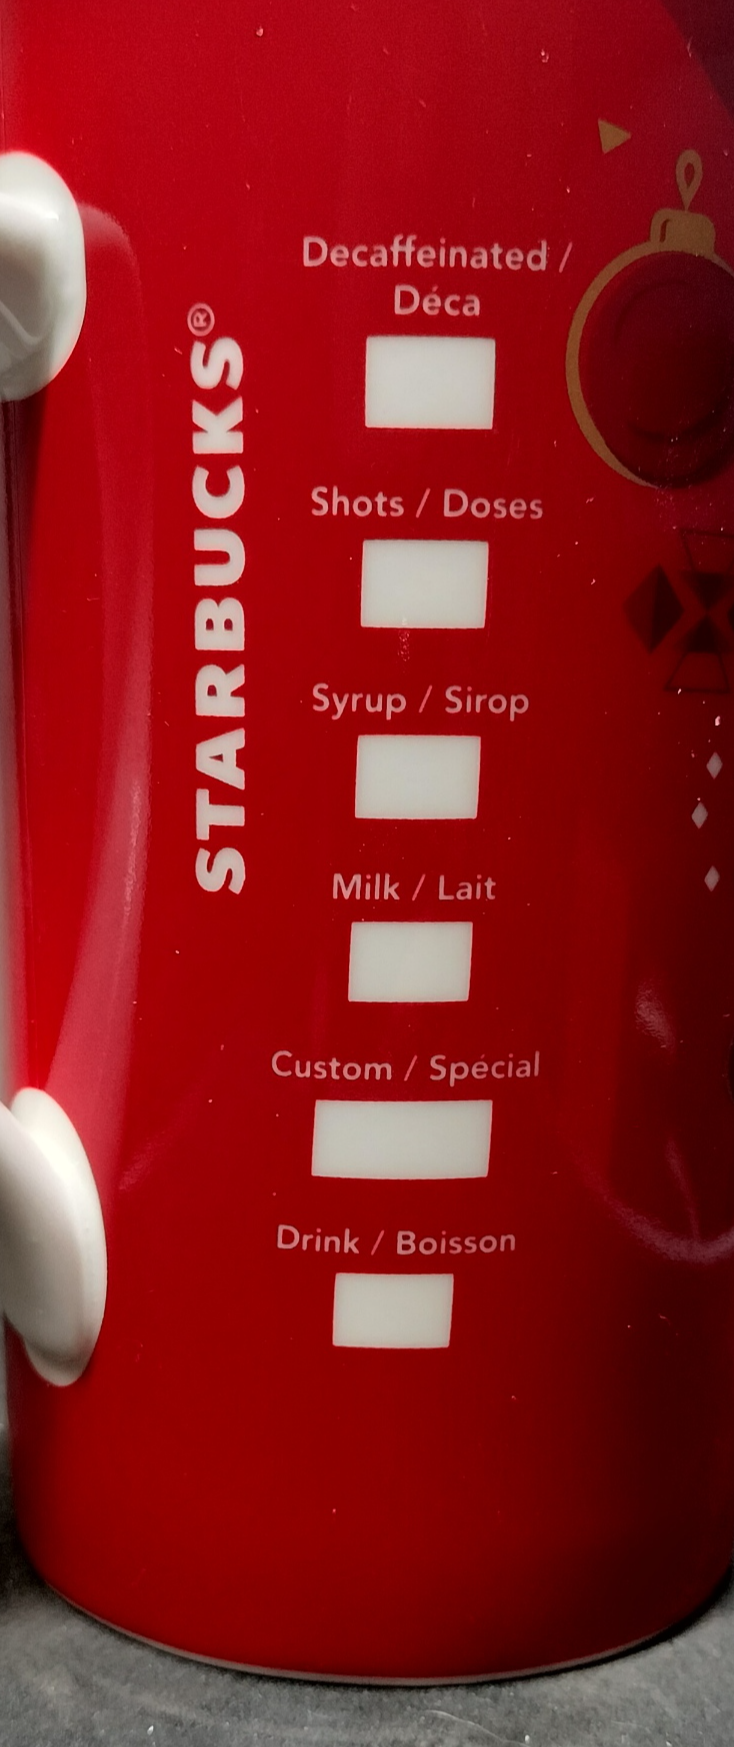 STARBUCKS®
Decaffeinated /
Déca
Shots / Doses
Syrup / Sirop
Milk / Lait
Custom / Spécial
Drink / Boisson